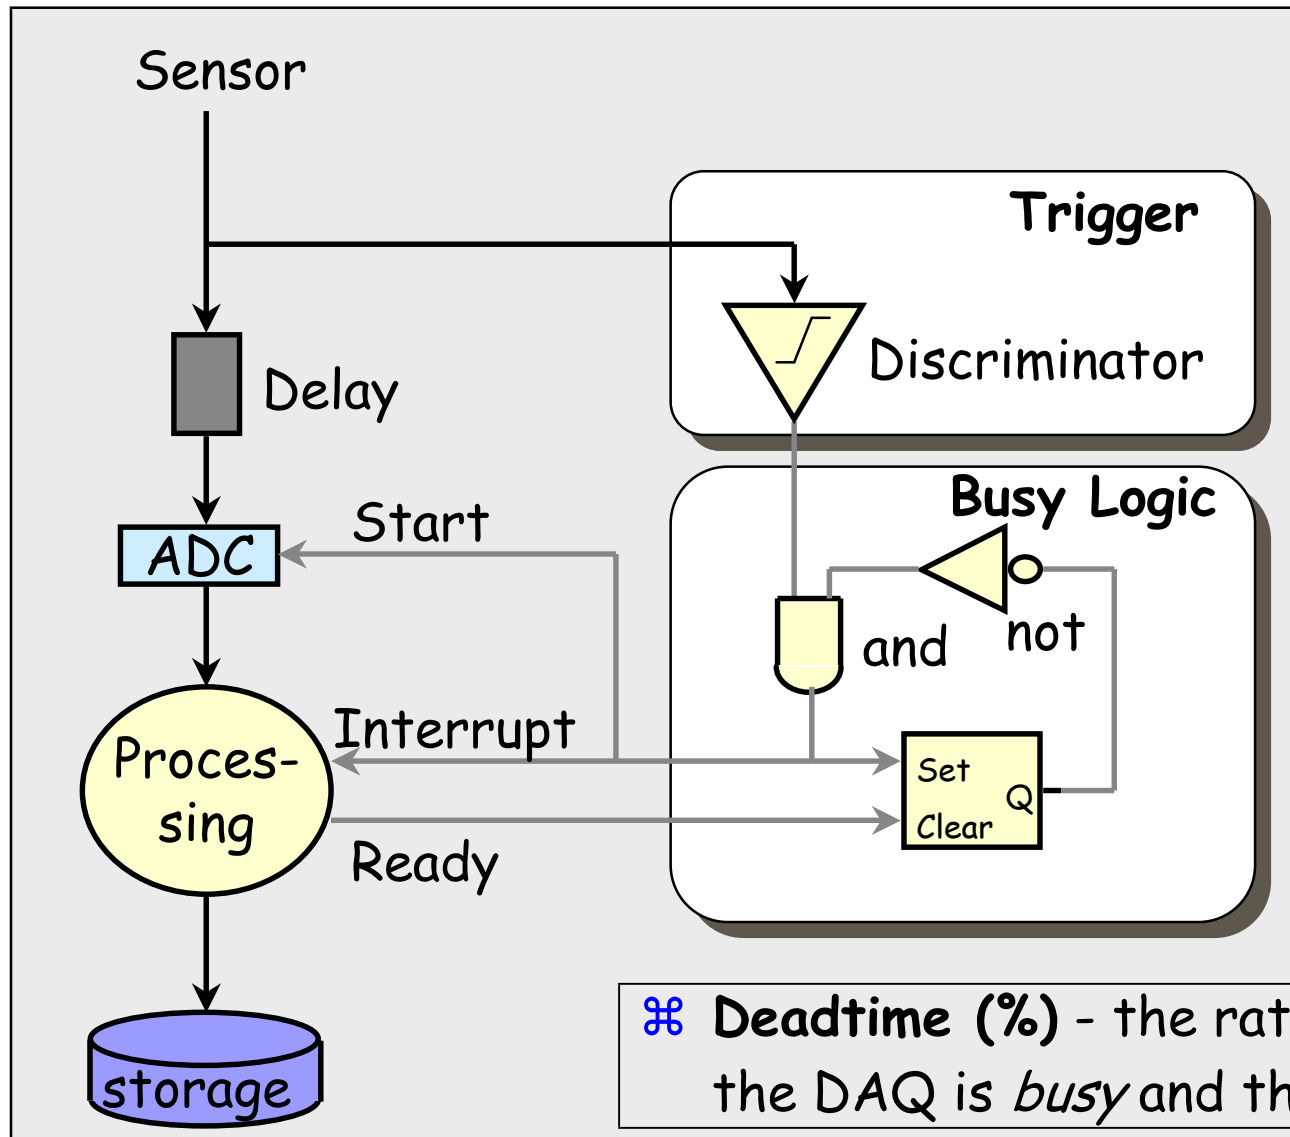 Sensor
Trigger
Discriminator
Delay
Busy Logic
Start
ADC
not
and
Interrupt
Proces-
sing
Set
Q
Clear
Ready
⌘ Deadtime (%) - the rat
the DAQ is busy and th
storage